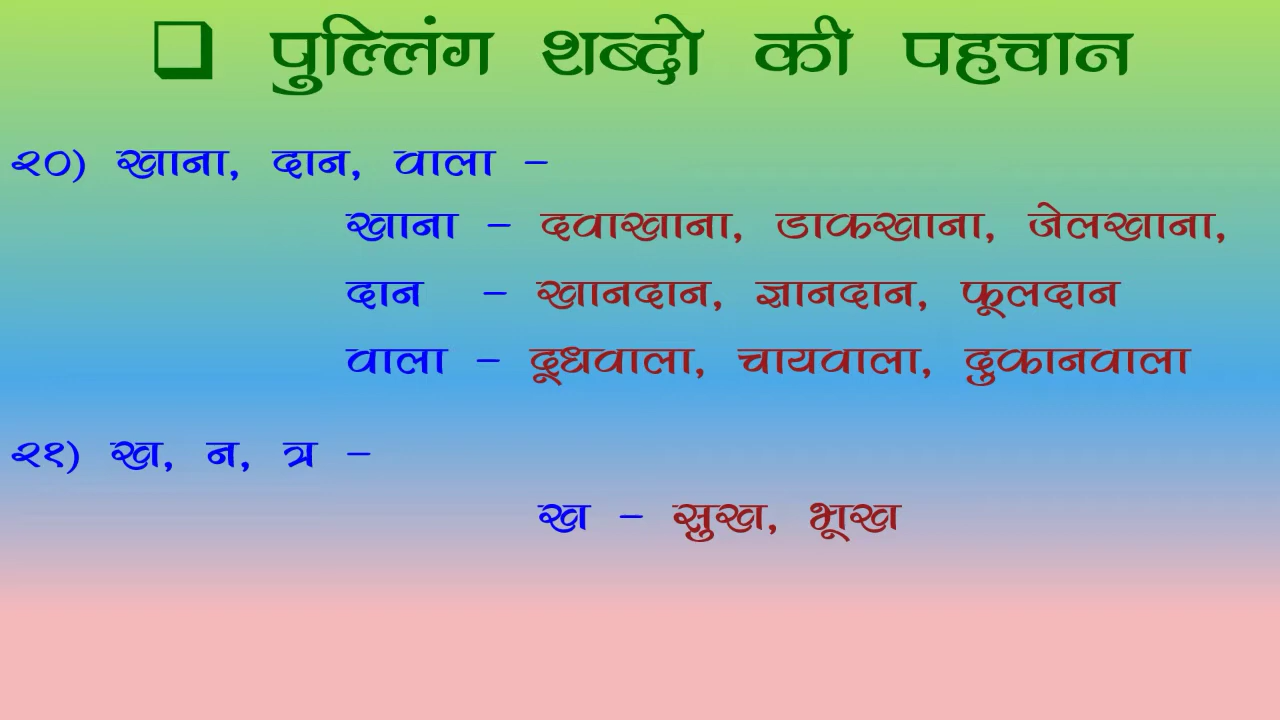 ❑ पुल्लिंग शब्दो की पहचान
२०) खाना, दान, वाला –
खाना – दवाखाना, डाकखाना, जेलखाना,
दान – खानदान, ज्ञानदान, फूलदान
वाला – दूधवाला, चायवाला, दुकानवाला
२१) ख, न, त्र –
ख – सुख, भूख